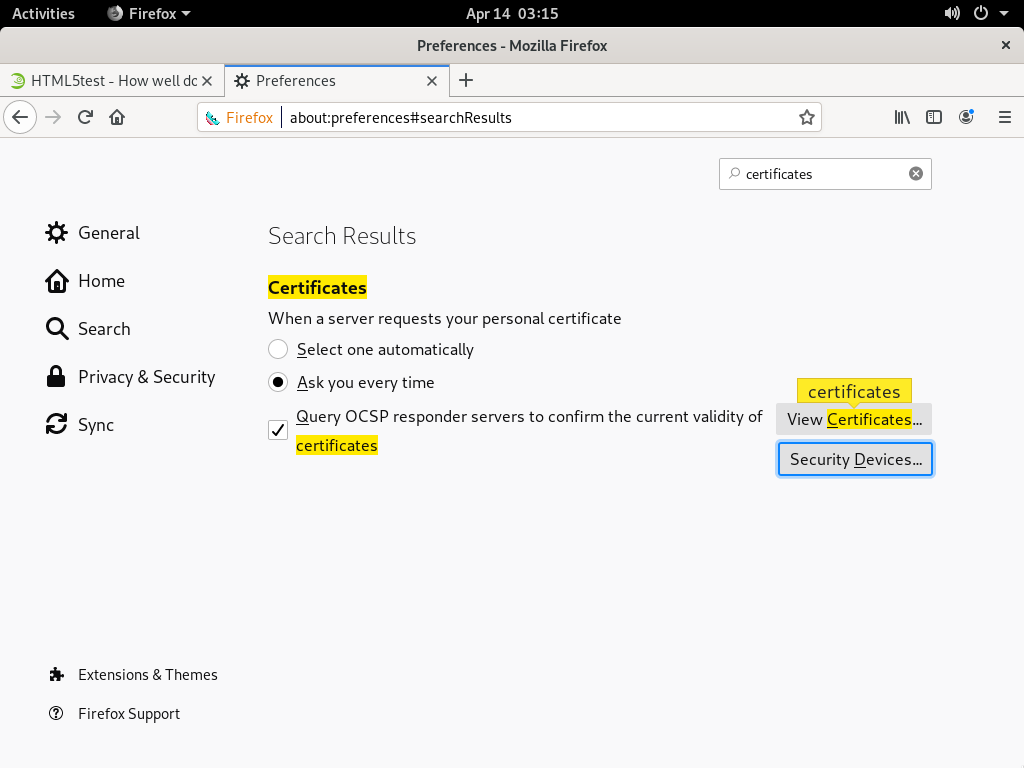 Activities
Firefox
Apr 14 03:15
Preferences - Mozilla Firefox
HTML5test - How well do
Preferences
Firefox
about:preferences#searchResults
certificates
General
Home
Search
Privacy & Security
Sync
Extensions & Themes
Firefox Support
Search Results
Certificates
When a server requests your personal certificate
Select one automatically
Ask you every time
Query OCSP responder servers to confirm the current validity of
certificates
certificates
View Certificates...
Security Devices...